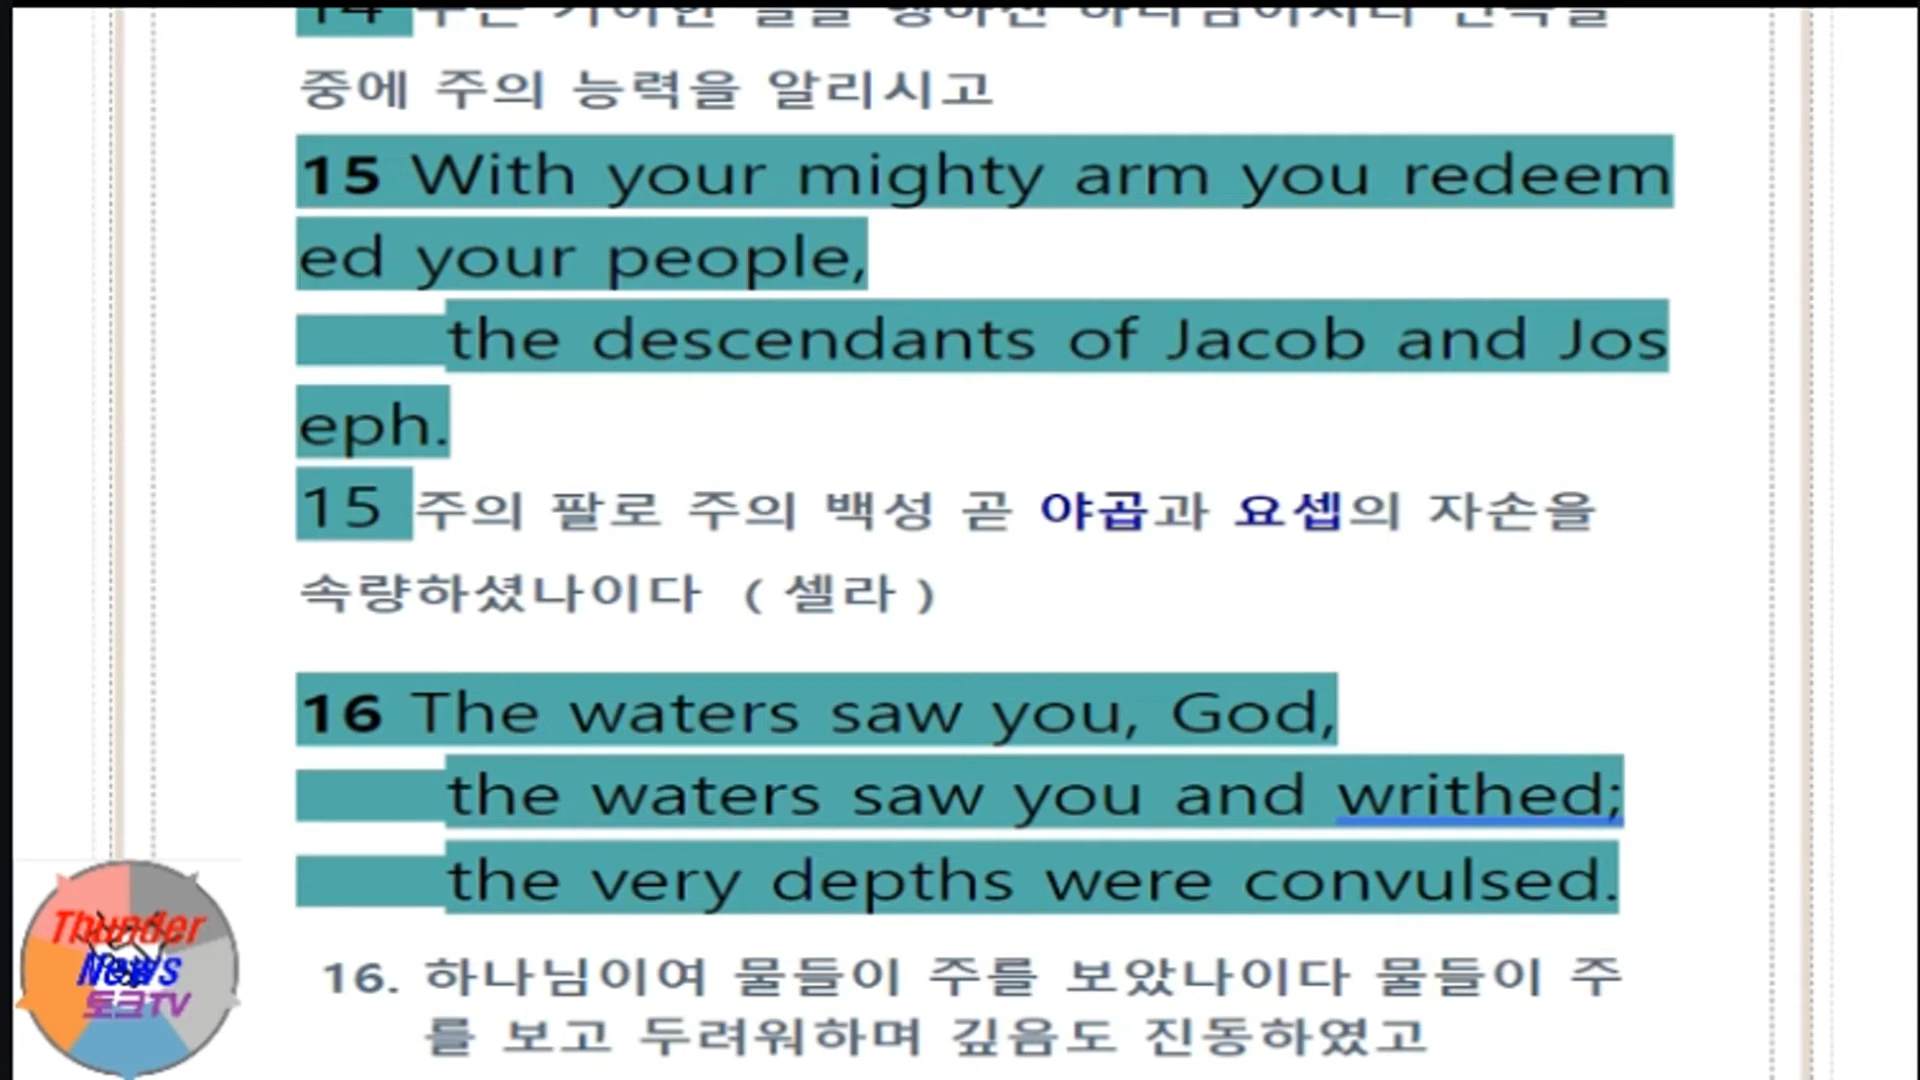 중에 주의 능력을 알리시고
15 With your mighty arm you redeem
ed your people,
the descendants of Jacob and Jos
eph.
15 주의 팔로 주의 백성 곧 야곱과 요셉의 자손을
속량하셨나이다 ( 셀라 )
16 The waters saw you, God,
the waters saw you and writhed;
the very depths were convulsed.
16. 하나님이여 물들이 주를 보았나이다 물들이 주
를 보고 두려워하며 깊음도 진동하였고
Thunder
News
토크TV